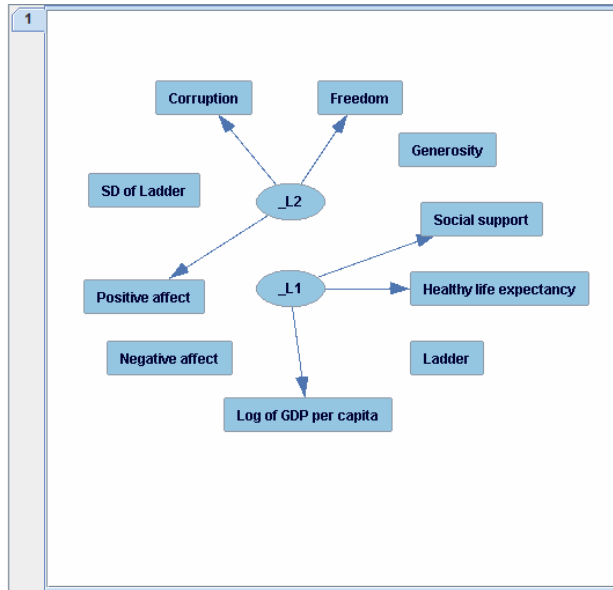 1
Corruption
Freedom
Generosity
SD of Ladder
_L2
Social support
Positive affect
_L1
Healthy life expectancy
Negative affect
Ladder
Log of GDP per capita